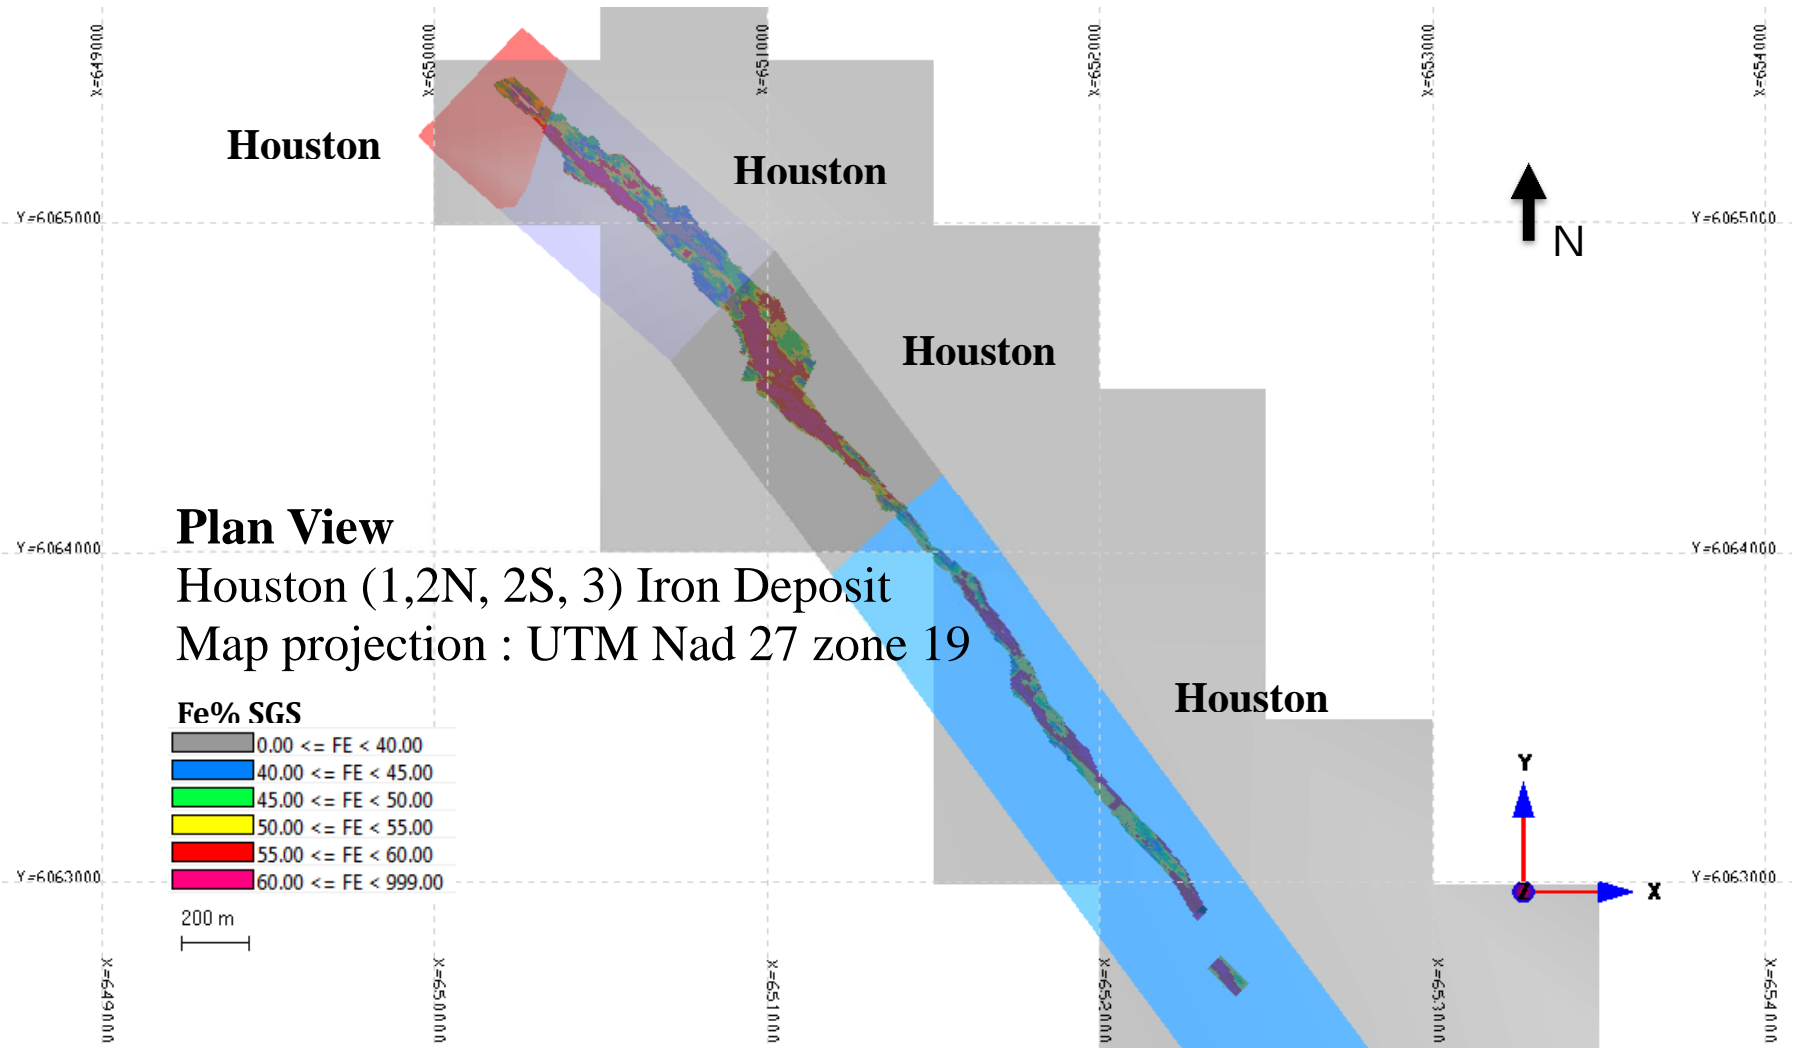 X=649000
X=650000
X=651000
X=652000
X=653000
X=654000
Houston
Houston
Y=6065000
Y=6065000
N
Houston
Plan View
Y=6064000
Y=6064000
Houston (1,2N, 2S, 3) Iron Deposit
Map projection : UTM Nad 27 zone 19
Houston
Fe% SGS
0.00 <= FE < 40.00
40.00 <= FE < 45.00
45.00 <= FE < 50.00
50.00 <= FE < 55.00
55.00 <= FE < 60.00
60.00 <= FE < 999.00
Y
Y=6063000
Y=6063000
Z
X
200 m
X=649000
X=650000
X=651000
X=652000
X=653000
X=654000